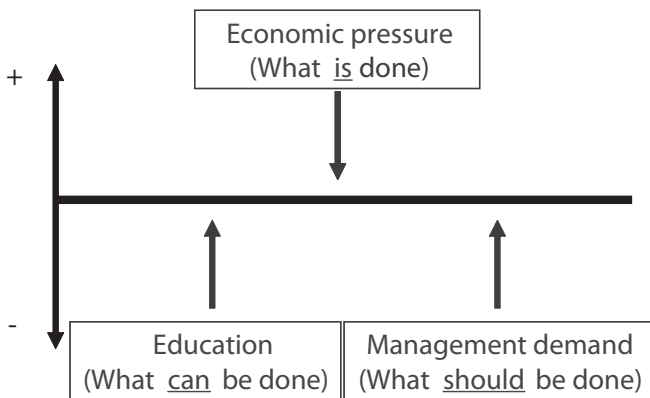 Economic pressure
(What is done)
+
-
Education
(What can be done)
Management demand
(What should be done)